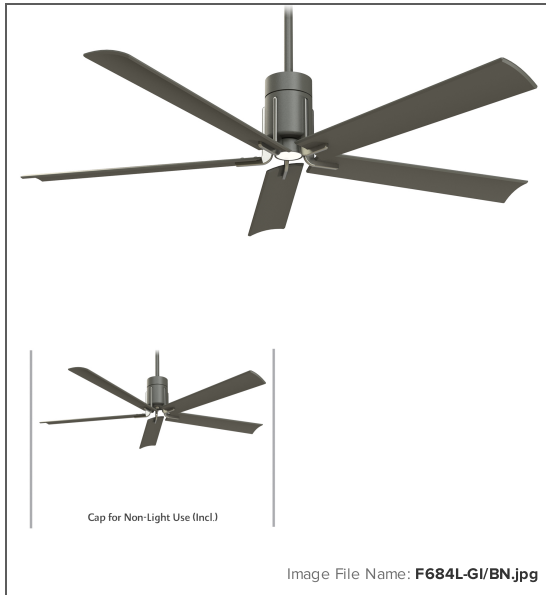 Cap for Non-Light Use (Incl.)
Image File Name: F684L-GI/BN.jpg